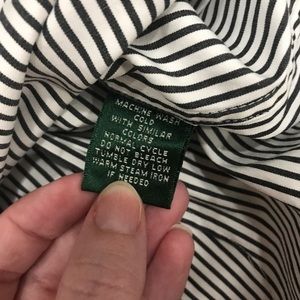 MACHINE WASH
COLD
WITH SIMILAR
COLORS
NORMAL CYCLE
DO NOT BLEACH
TUMBLE DRY LOW
WARM STEAM IRON
IF NEEDED